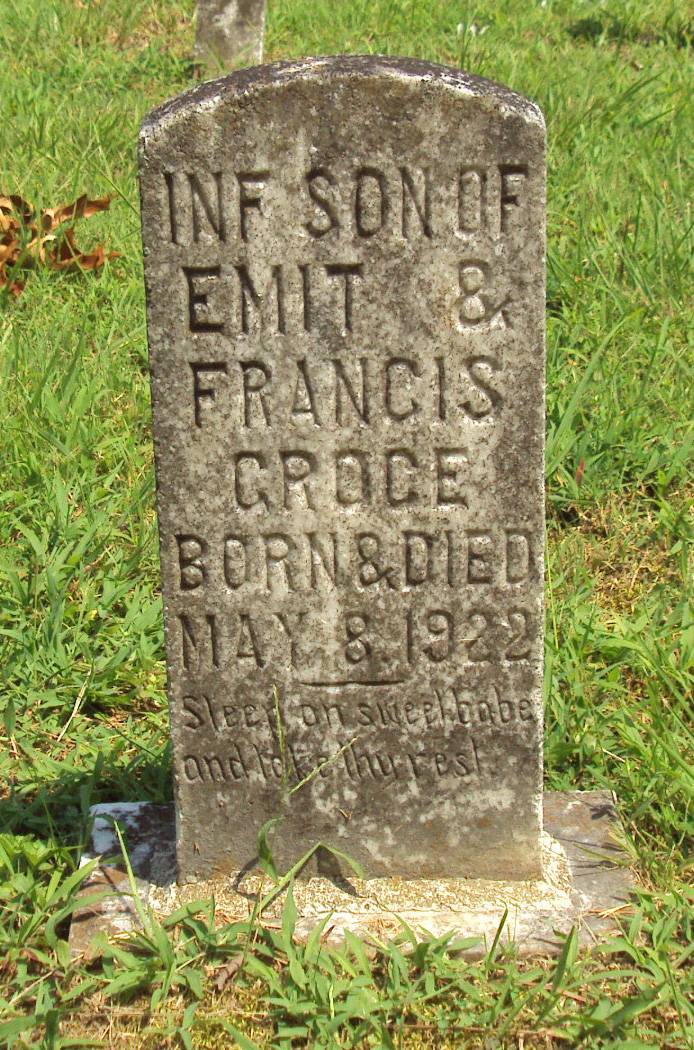 INF SON OF
EMIT &
FRANCIS
CROCE
BORN & DIED
MAY 8, 1922
Sleep on sweet babe
and take thy rest.